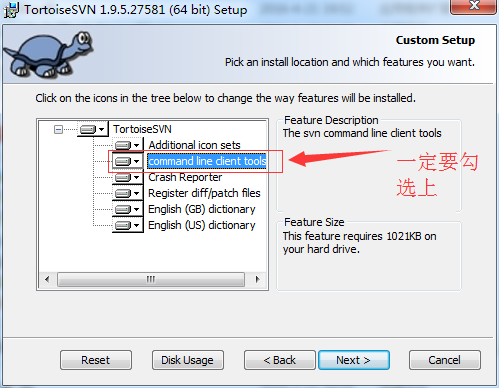 TortoiseSVN 1.9.5.27581 (64 bit) Setup
Custom Setup
Pick an install location and which features you want.
Click on the icons in the tree below to change the way features will be installed.
TortoiseSVN
Additional icon sets
command line client tools
Crash Reporter
Register diff/patch files
English (GB) dictionary
English (US) dictionary
Feature Description
The svn command line client tools
一定要勾
选上
Feature Size
This feature requires 1021KB on
your hard drive.
Reset
Disk Usage
< Back
Next >
Cancel